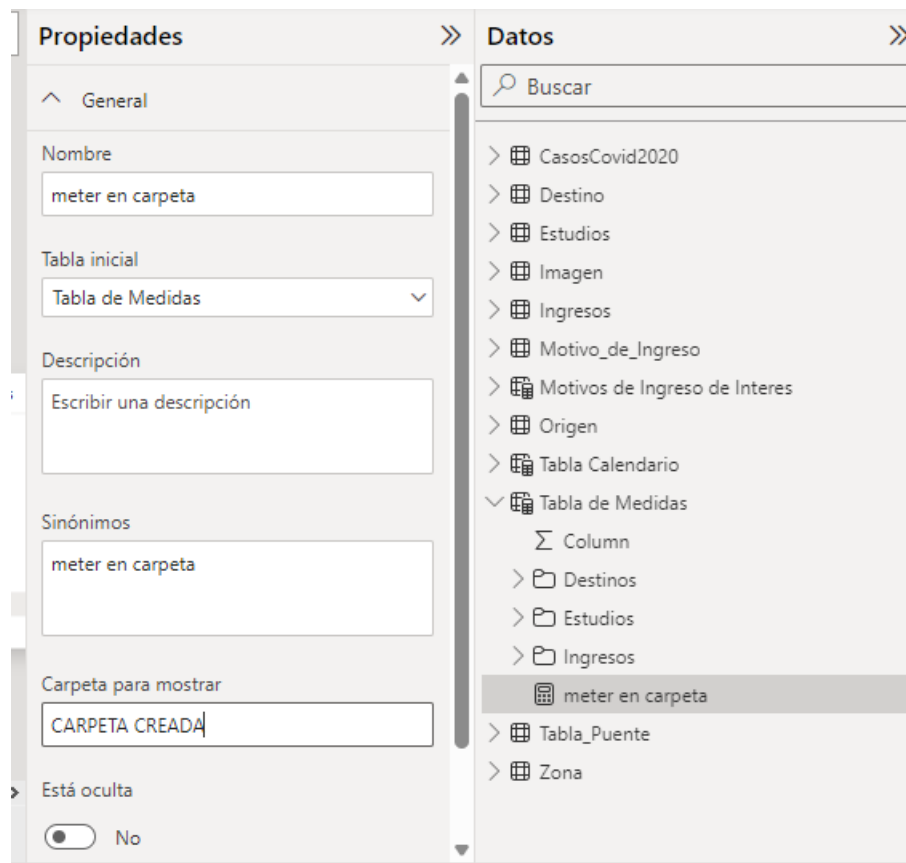 Propiedades
General
Nombre
meter en carpeta
Tabla inicial
Tabla de Medidas
Descripción
Escribir una descripción
Sinónimos
meter en carpeta
Carpeta para mostrar
CARPETA CREADA
Está oculta
No
Datos
Buscar
CasosCovid2020
Destino
Estudios
Imagen
Ingresos
Motivo_de_Ingreso
Motivos de Ingreso de Interes
Origen
Tabla Calendario
Tabla de Medidas
Column
Destinos
Estudios
Ingresos
meter en carpeta
Tabla_Puente
Zona